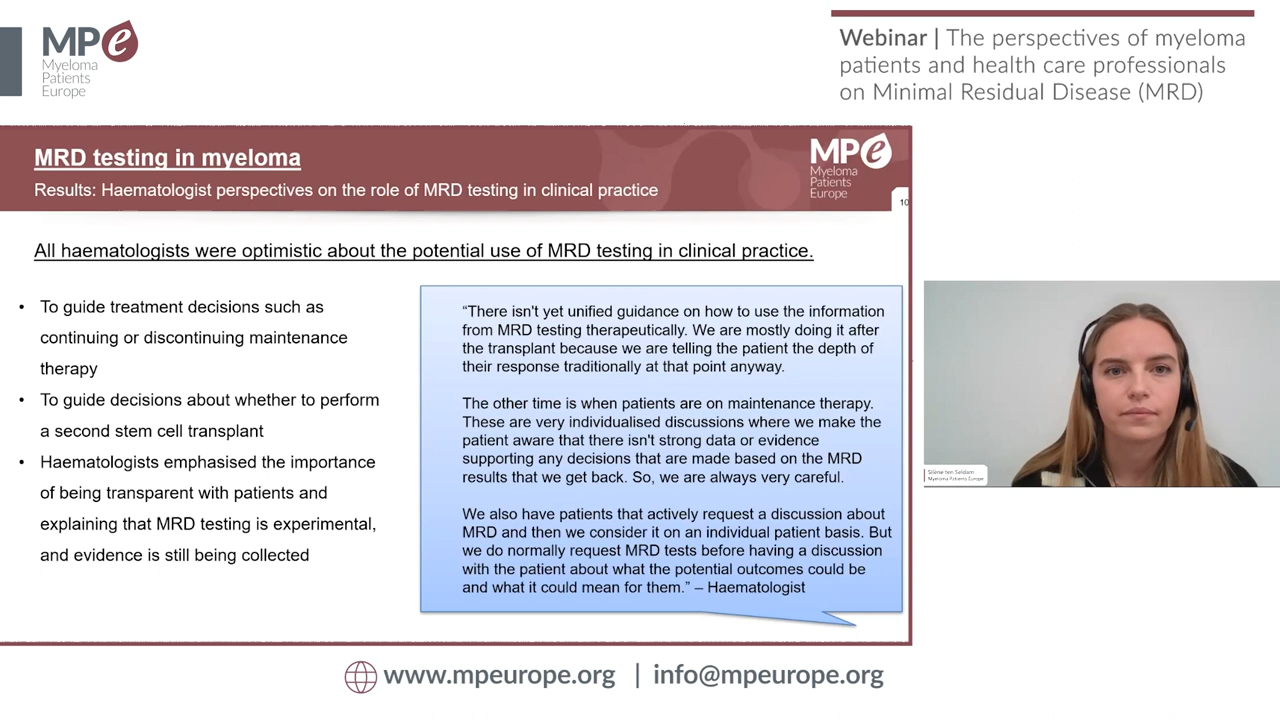 MPe
Myeloma
Patients
Europe
Webinar | The perspectives of myeloma
patients and health care professionals
on Minimal Residual Disease (MRD)
MRD testing in myeloma
Results: Haematologist perspectives on the role of MRD testing in clinical practice
MPe
Myeloma
Patients
Europe
10
All haematologists were optimistic about the potential use of MRD testing in clinical practice.
• To guide treatment decisions such as
continuing or discontinuing maintenance
therapy
• To guide decisions about whether to perform
a second stem cell transplant
• Haematologists emphasised the importance
of being transparent with patients and
explaining that MRD testing is experimental,
and evidence is still being collected
“There isn't yet unified guidance on how to use the information
from MRD testing therapeutically. We are mostly doing it after
the transplant because we are telling the patient the depth of
their response traditionally at that point anyway.
The other time is when patients are on maintenance therapy.
These are very individualised discussions where we make the
patient aware that there isn't strong data or evidence
supporting any decisions that are made based on the MRD
results that we get back. So, we are always very careful.
We also have patients that actively request a discussion about
MRD and then we consider it on an individual patient basis. But
we do normally request MRD tests before having a discussion
with the patient about what the potential outcomes could be
and what it could mean for them.” – Haematologist
Silène ten Seldam
Myeloma Patients Europe
www.mpeurope.org | info@mpeurope.org